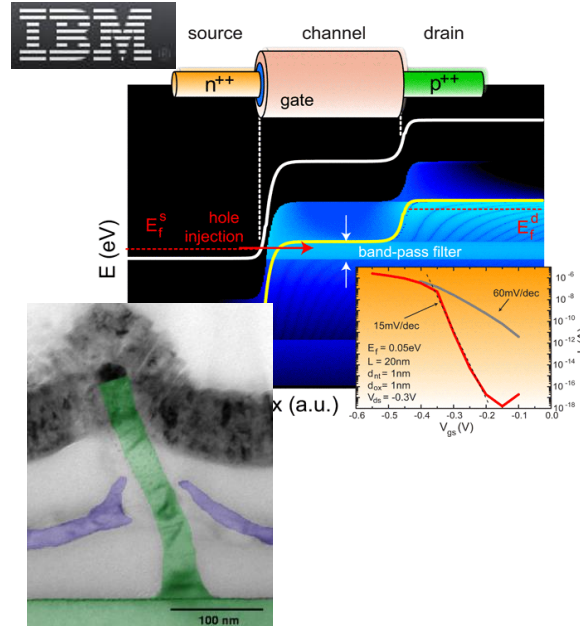 IBM
source channel drain
n++ gate p++
E (eV)
E_f^s
hole
injection
E_f^d
band-pass filter
x (a.u.)
15mV/dec
60mV/dec
E_f = 0.05eV
L = 20nm
d_nt = 1nm
d_ox = 1nm
V_ds = -0.3V
10^-6
10^-8
10^-10
10^-12
10^-14
10^-16
10^-18
-0.6 -0.5 -0.4 -0.3 -0.2 -0.1 0.0
V_gs (V)
100 nm